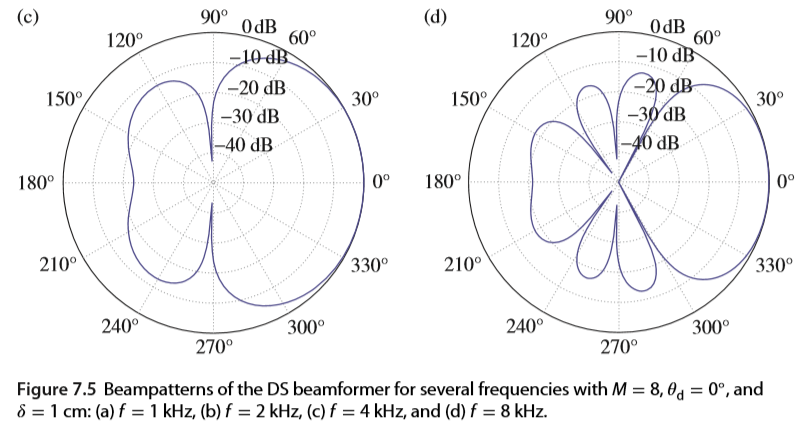 (c)
90°
0 dB
120°
60°
−10 dB
−20 dB
150°
30°
−30 dB
−40 dB
180°
0°
210°
330°
240°
300°
270°
(d)
90°
0 dB
120°
60°
−10 dB
−20 dB
150°
30°
−30 dB
−40 dB
180°
0°
210°
330°
240°
300°
270°
Figure 7.5 Beampatterns of the DS beamformer for several frequencies with M = 8, θd = 0°, and
δ = 1 cm: (a) f = 1 kHz, (b) f = 2 kHz, (c) f = 4 kHz, and (d) f = 8 kHz.